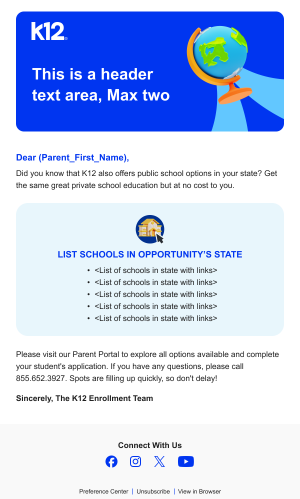 K12
This is a header
text area, Max two
Dear (Parent_First_Name),
Did you know that K12 also offers public school options in your state? Get
the same great private school education but at no cost to you.
LIST SCHOOLS IN OPPORTUNITY'S STATE
• <List of schools in state with links>
• <List of schools in state with links>
• <List of schools in state with links>
• <List of schools in state with links>
• <List of schools in state with links>
Please visit our Parent Portal to explore all options available and complete
your student's application. If you have any questions, please call
855.652.3927. Spots are filling up quickly, so don't delay!
Sincerely, The K12 Enrollment Team
Connect With Us
Preference Center | Unsubscribe | View in Browser